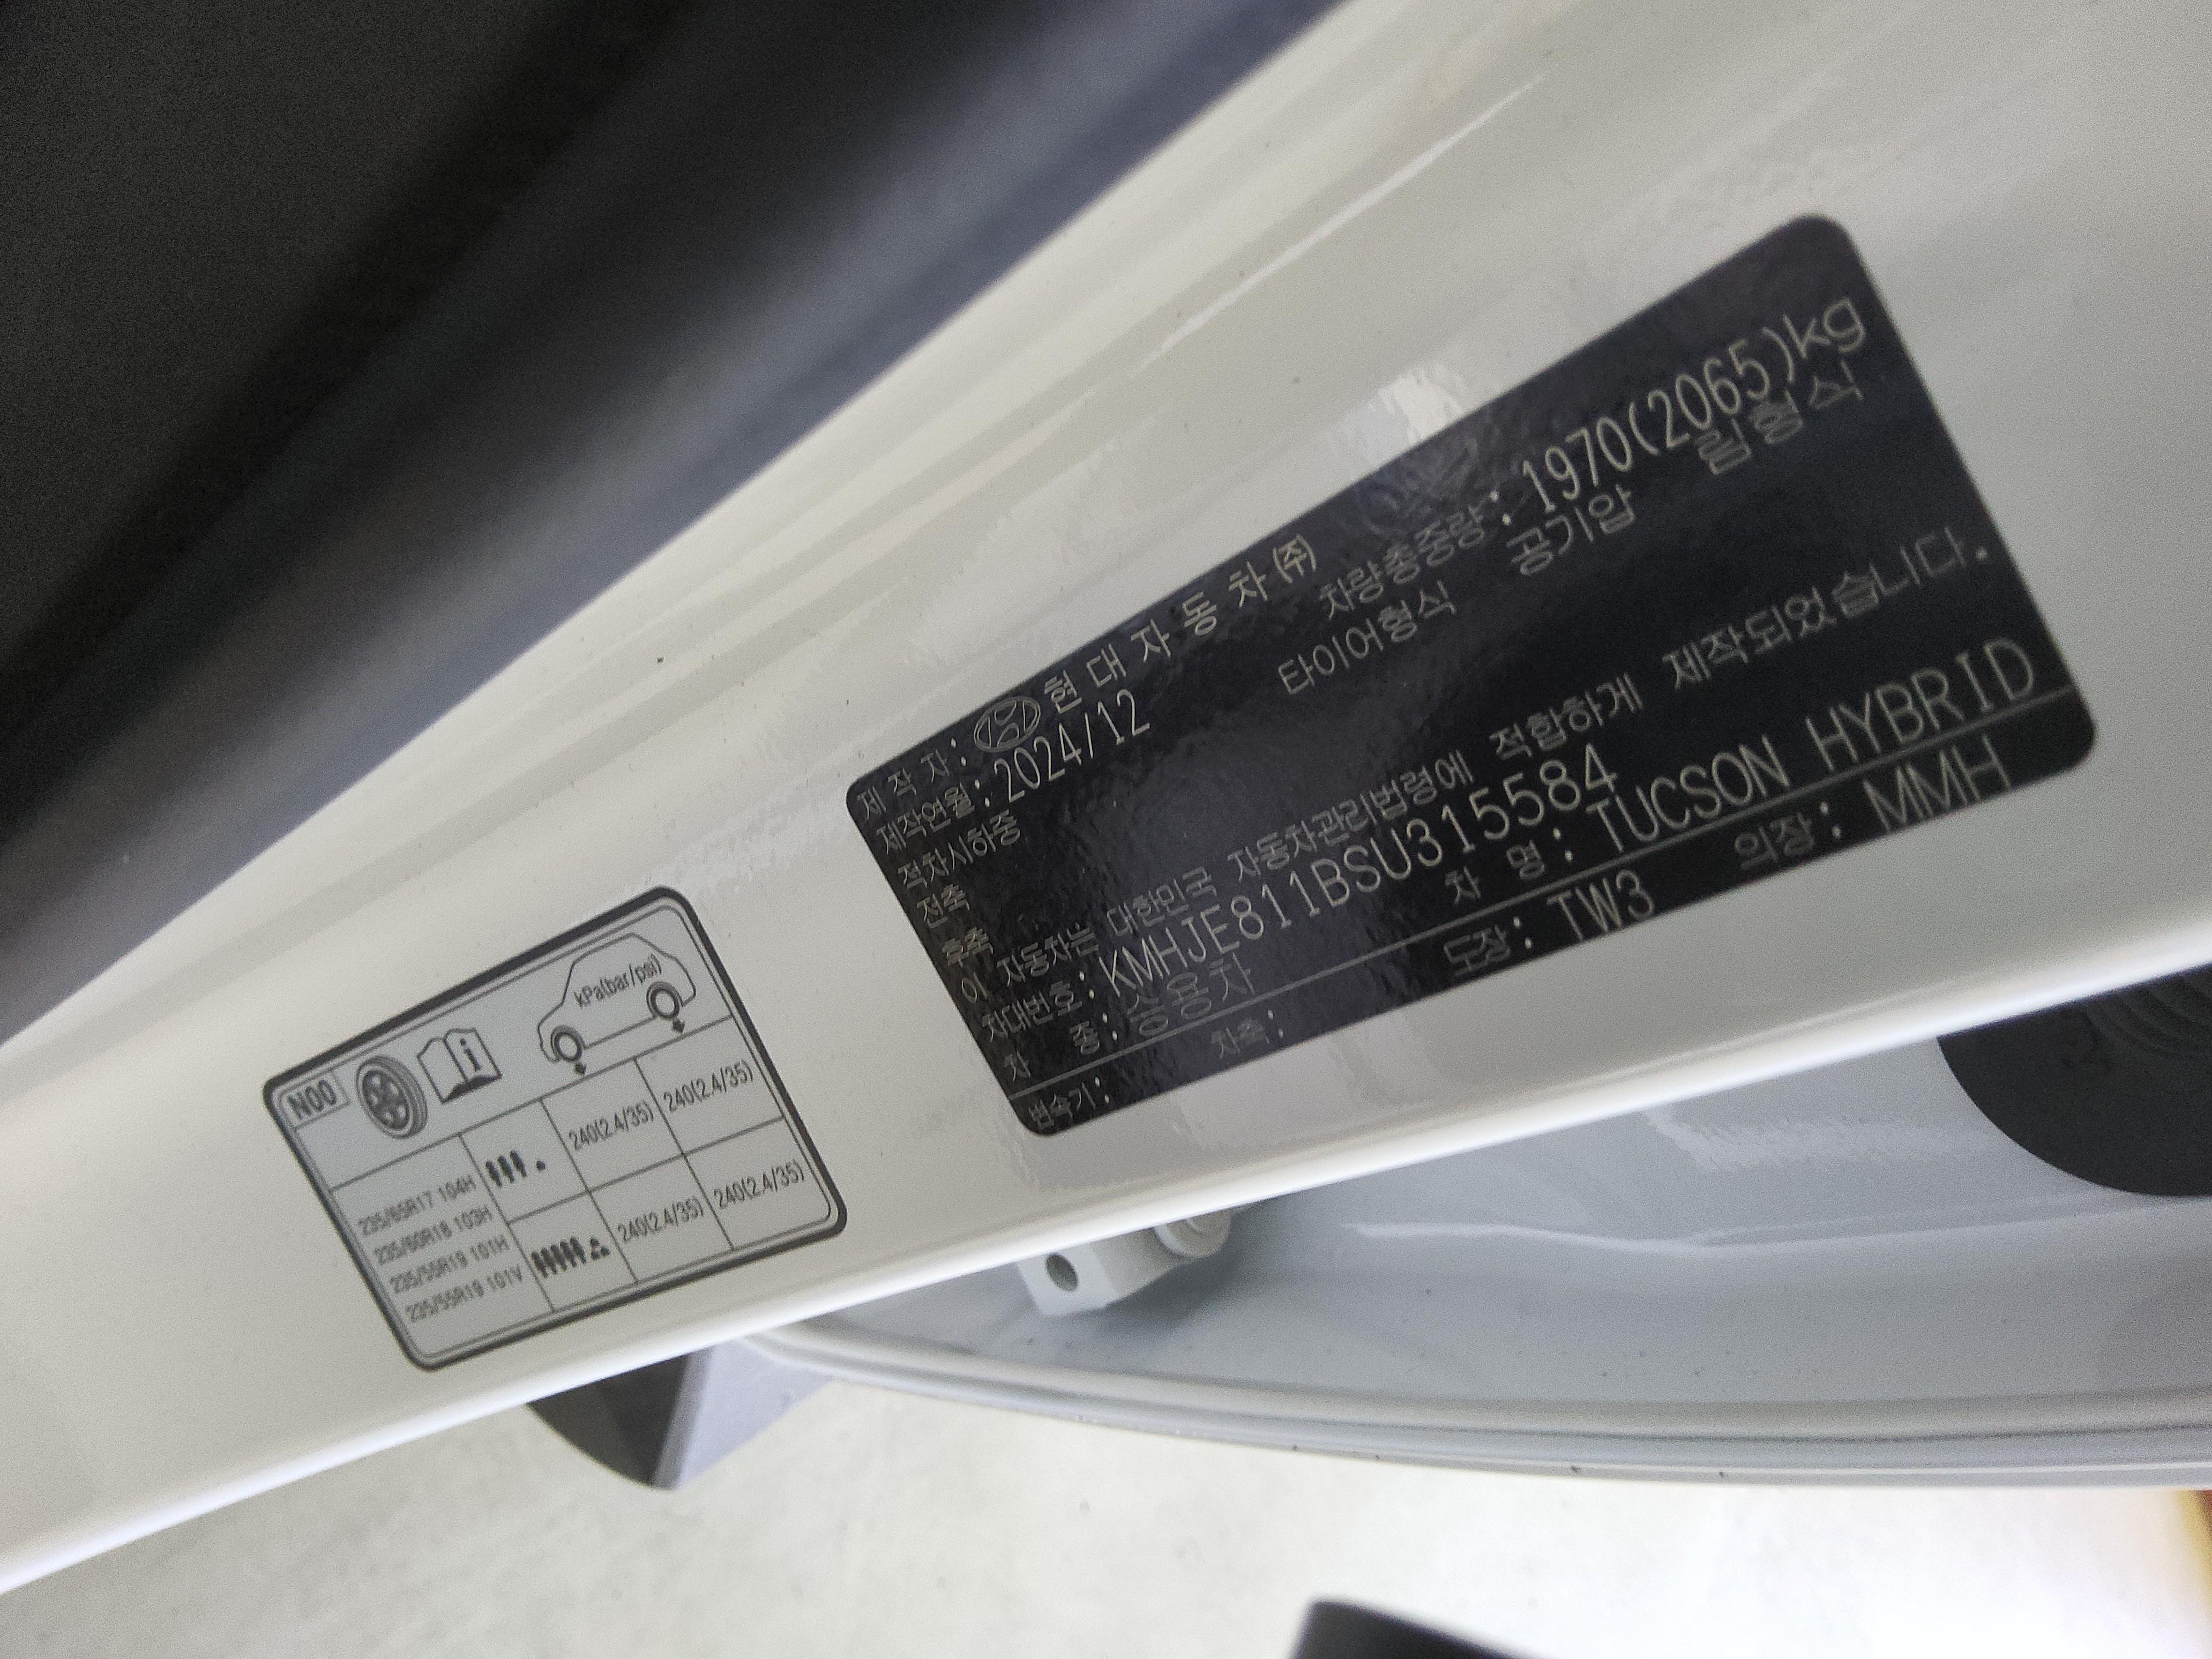 제 작 자 : 현 대 자 동 차 ㈜
제작연월 : 2024/12 차량총중량 : 1970(2065)kg
적차시하중 타이어형식 공기압 림형식
전축
후축
이 자동차는 대한민국 자동차관리법령에 적합하게 제작되었습니다.
차대번호 : KMHJE811BSU315584
차 종 : 승용차 차 명 : TUCSON HYBRID
변속기 : 차축 : 도장 : TW3 의장 : MMH
N00 kPa(bar/psi)
235/65R17 104H
235/60R18 103H
235/55R19 101H
235/55R19 101V
240(2.4/35) 240(2.4/35)
240(2.4/35) 240(2.4/35)